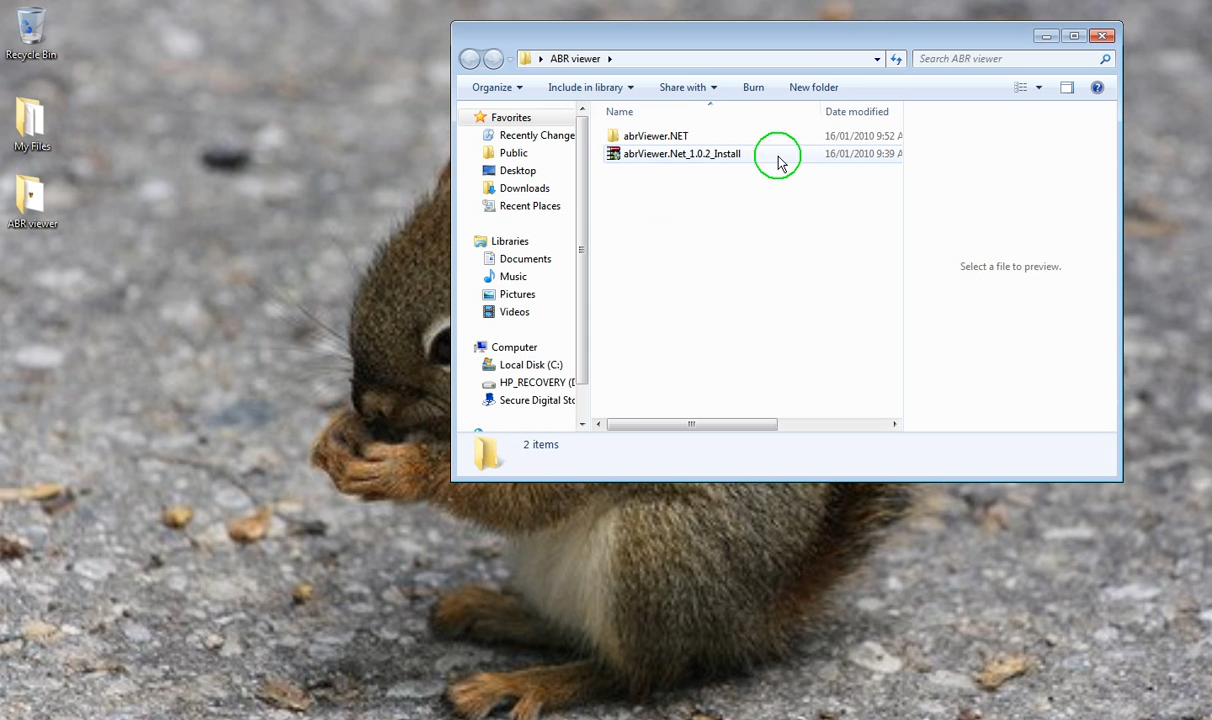 Recycle Bin
My Files
ABR viewer
ABR viewer
Search ABR viewer
Organize
Include in library
Share with
Burn
New folder
Favorites
Recently Change
Public
Desktop
Downloads
Recent Places
Libraries
Documents
Music
Pictures
Videos
Computer
Local Disk (C:)
HP_RECOVERY (D
Secure Digital Sto
Name
Date modified
abrViewer.NET
16/01/2010 9:52 A
abrViewer.Net_1.0.2_Install
16/01/2010 9:39 A
Select a file to preview.
2 items